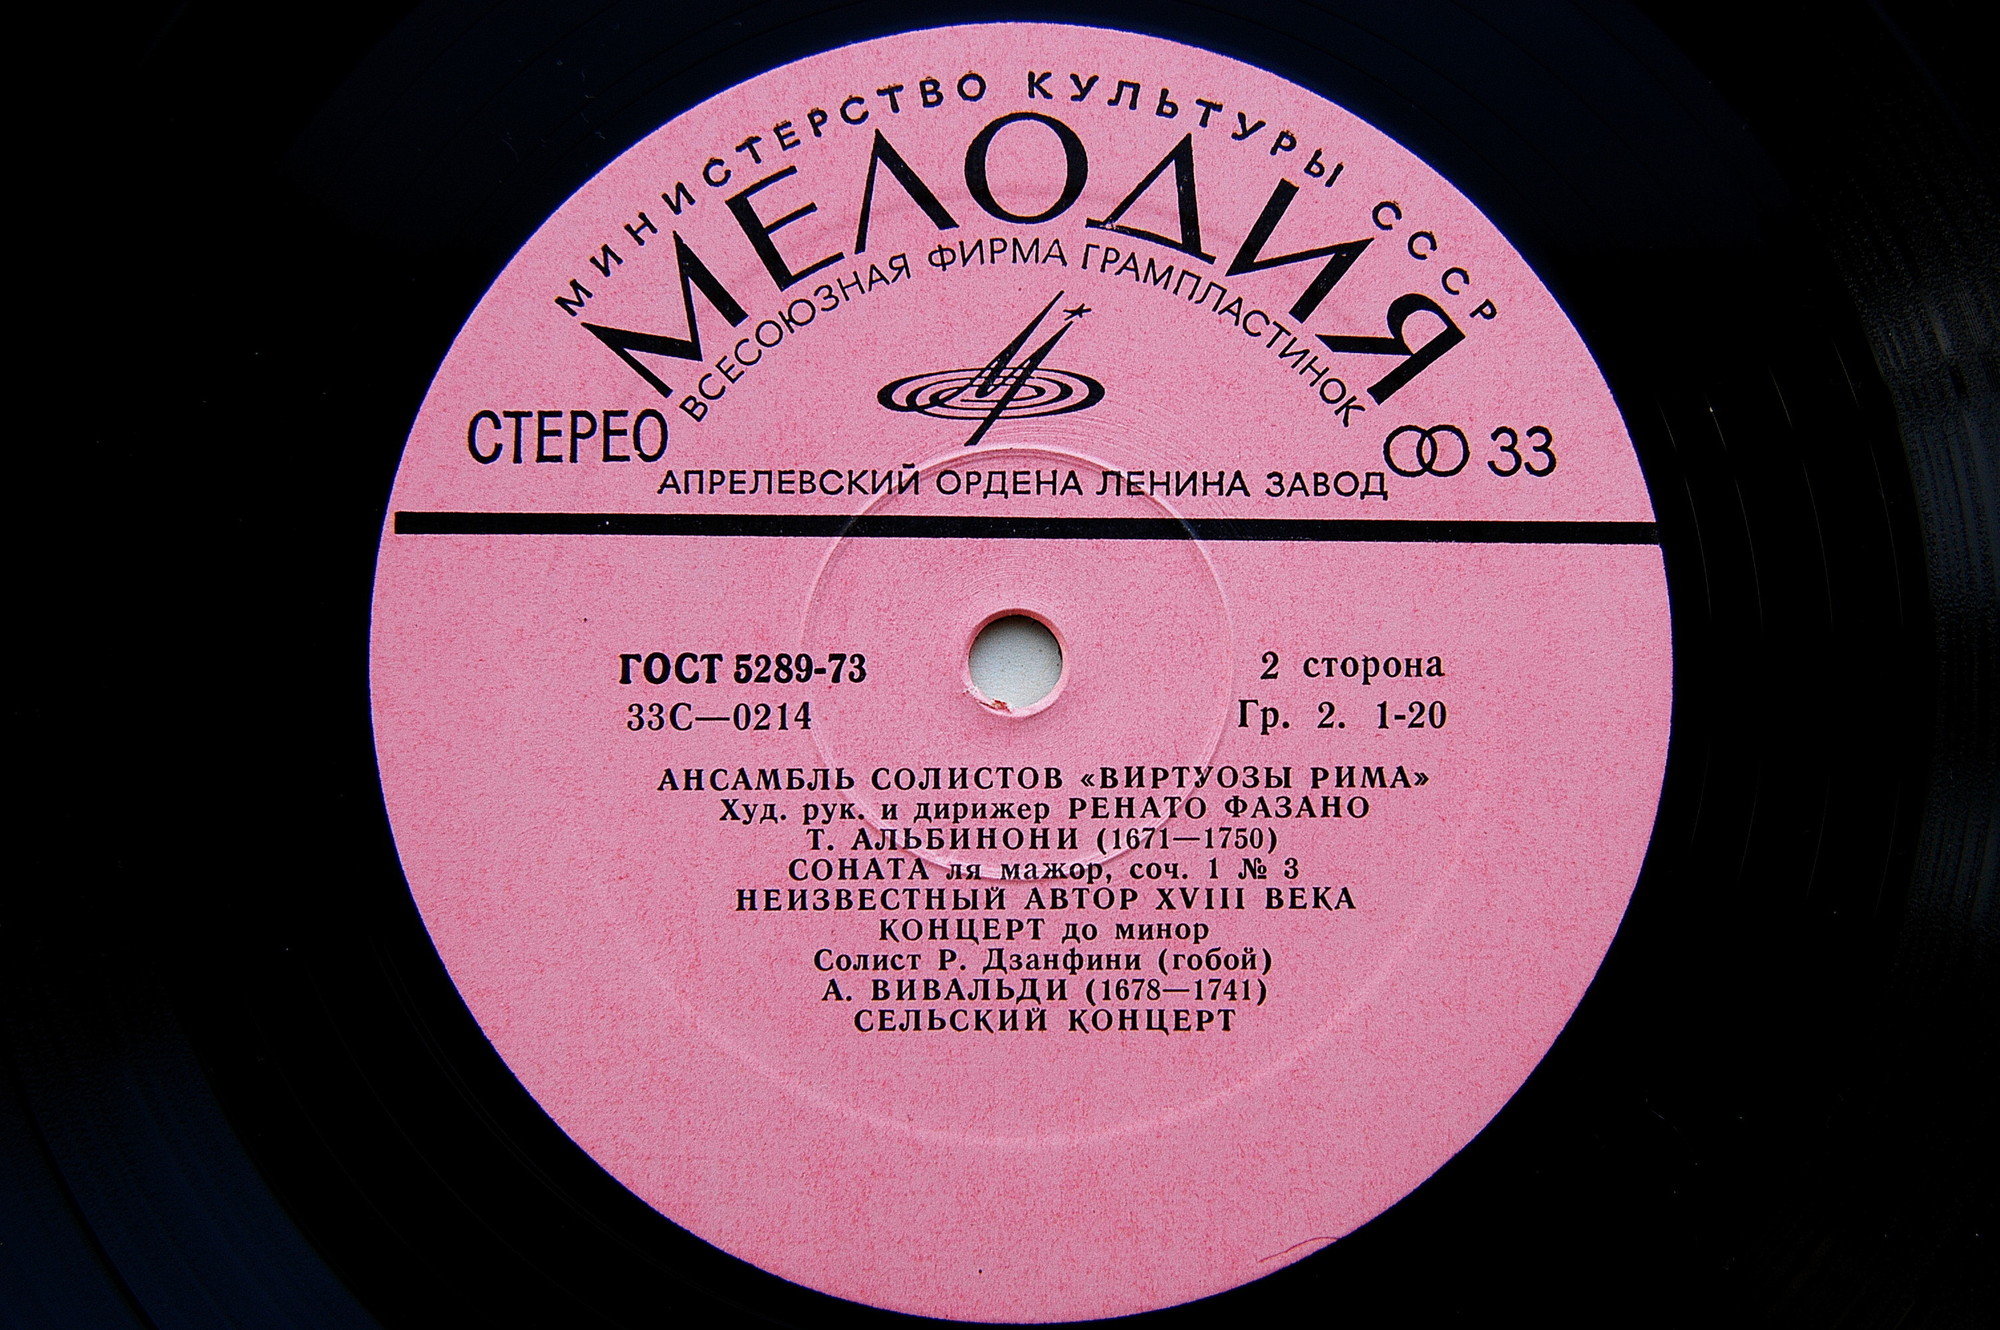 МИНИСТЕРСТВО КУЛЬТУРЫ СССР
МЕЛОДИЯ
ВСЕСОЮЗНАЯ ФИРМА ГРАМПЛАСТИНОК
СТЕРЕО
33
АПРЕЛЕВСКИЙ ОРДЕНА ЛЕНИНА ЗАВОД
ГОСТ 5289-73
2 сторона
33С—0214
Гр. 2. 1-20
АНСАМБЛЬ СОЛИСТОВ «ВИРТУОЗЫ РИМА»
Худ. рук. и дирижер РЕНАТО ФАЗАНО
Т. АЛЬБИНОНИ (1671—1750)
СОНАТА ля мажор, соч. 1 № 3
НЕИЗВЕСТНЫЙ АВТОР XVIII ВЕКА
КОНЦЕРТ до минор
Солист Р. Дзанфини (гобой)
А. ВИВАЛЬДИ (1678—1741)
СЕЛЬСКИЙ КОНЦЕРТ